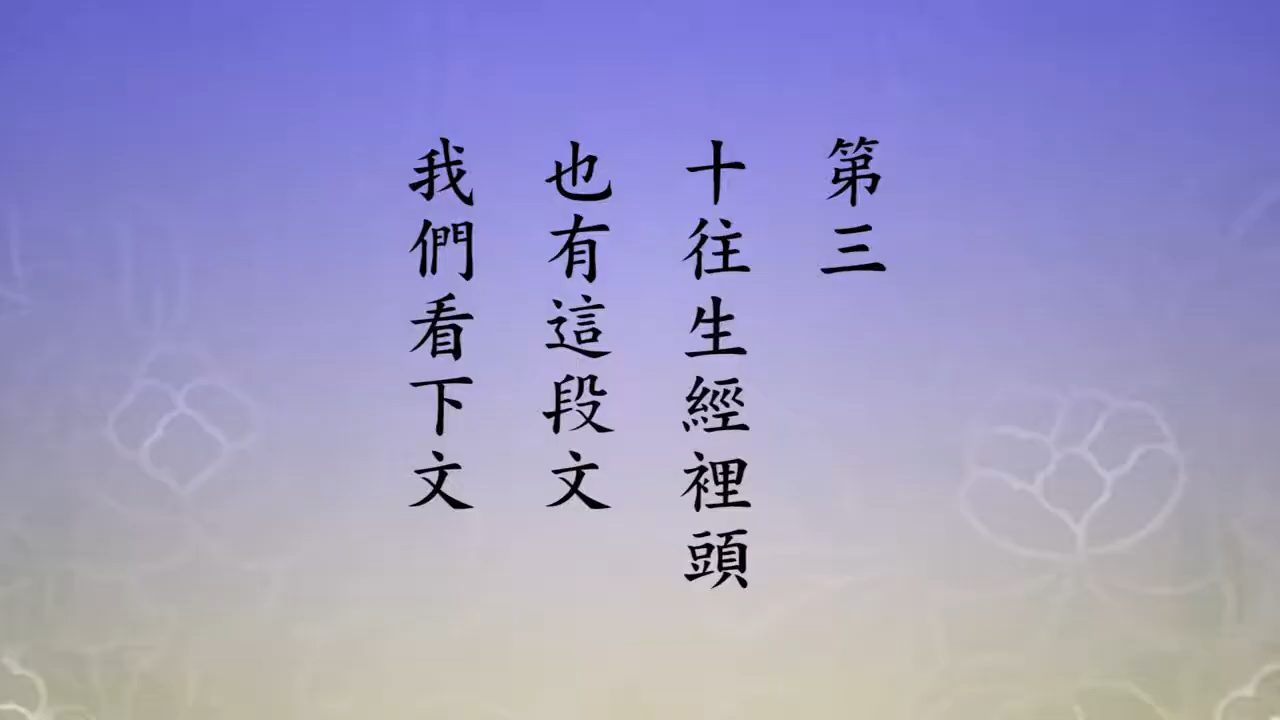 第三
十往生經裡頭
也有這段文
我們看下文